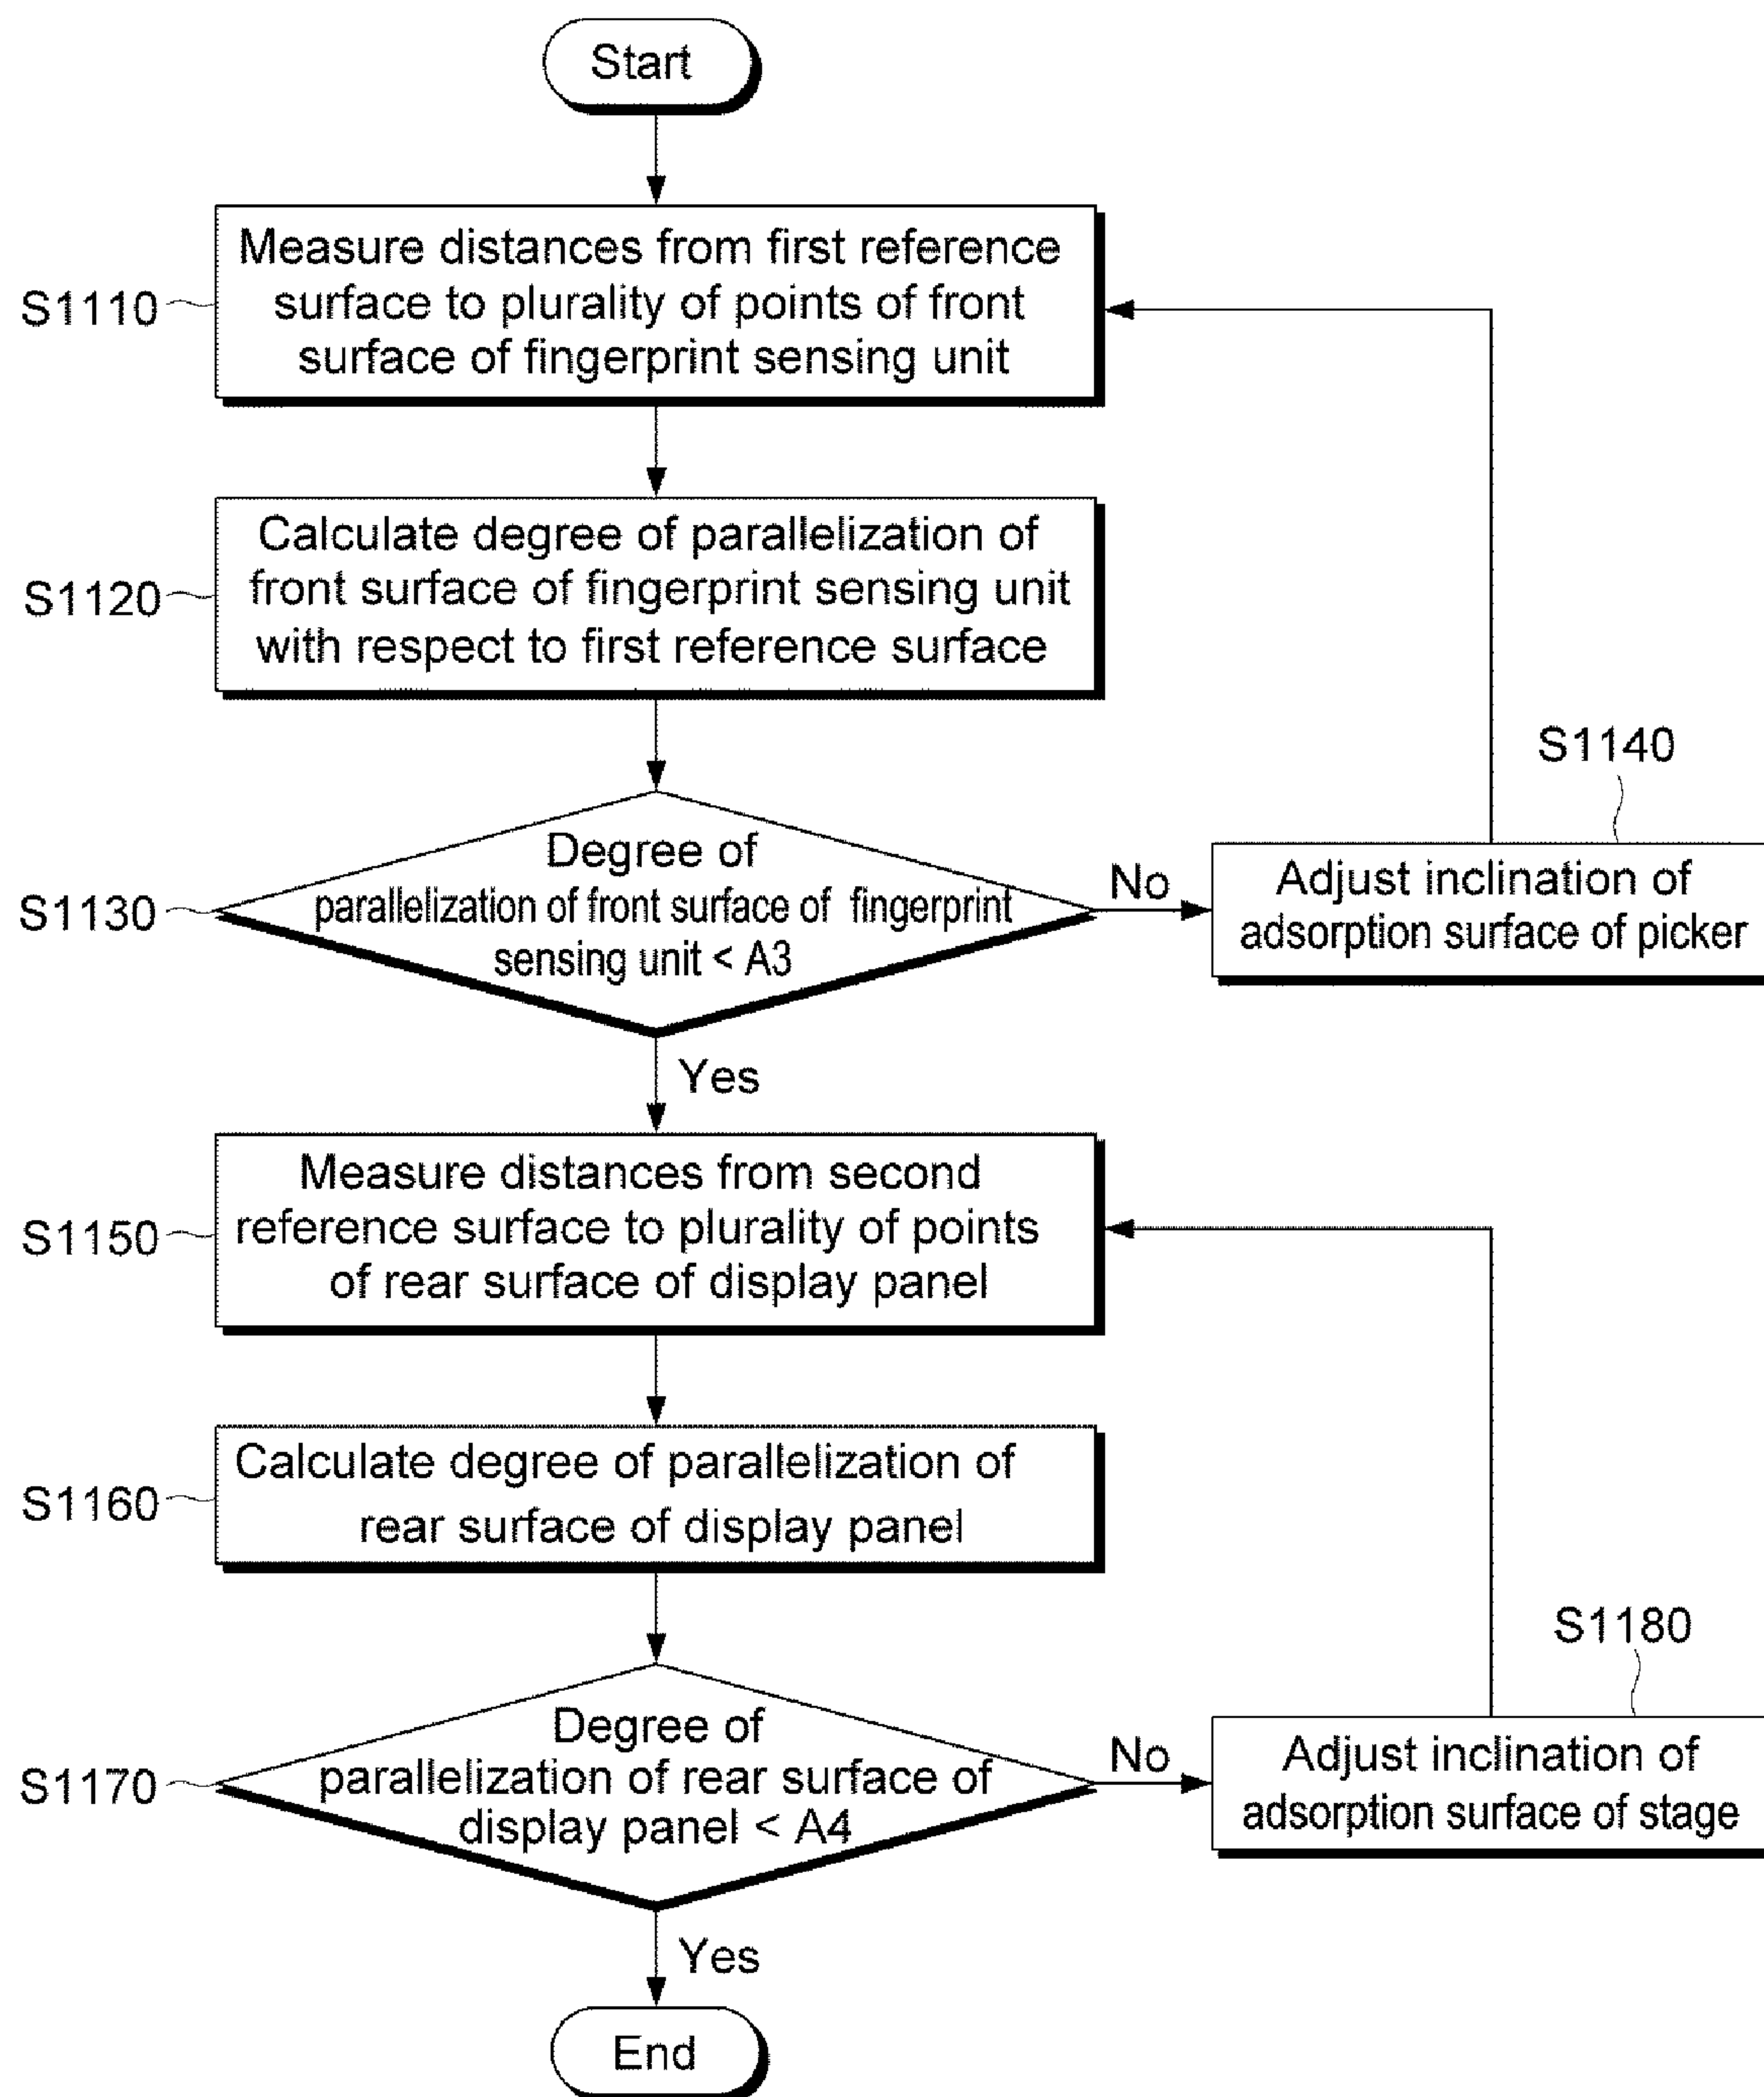 Start
Measure distances from first reference
surface to plurality of points of front
surface of fingerprint sensing unit
S1110
Calculate degree of parallelization of
front surface of fingerprint sensing unit
with respect to first reference surface
S1120
Degree of
parallelization of front surface of fingerprint
sensing unit < A3
S1130
No
S1140
Adjust inclination of
adsorption surface of picker
Yes
Measure distances from second
reference surface to plurality of points
of rear surface of display panel
S1150
Calculate degree of parallelization of
rear surface of display panel
S1160
Degree of
parallelization of rear surface of
display panel < A4
S1170
No
S1180
Adjust inclination of
adsorption surface of stage
Yes
End